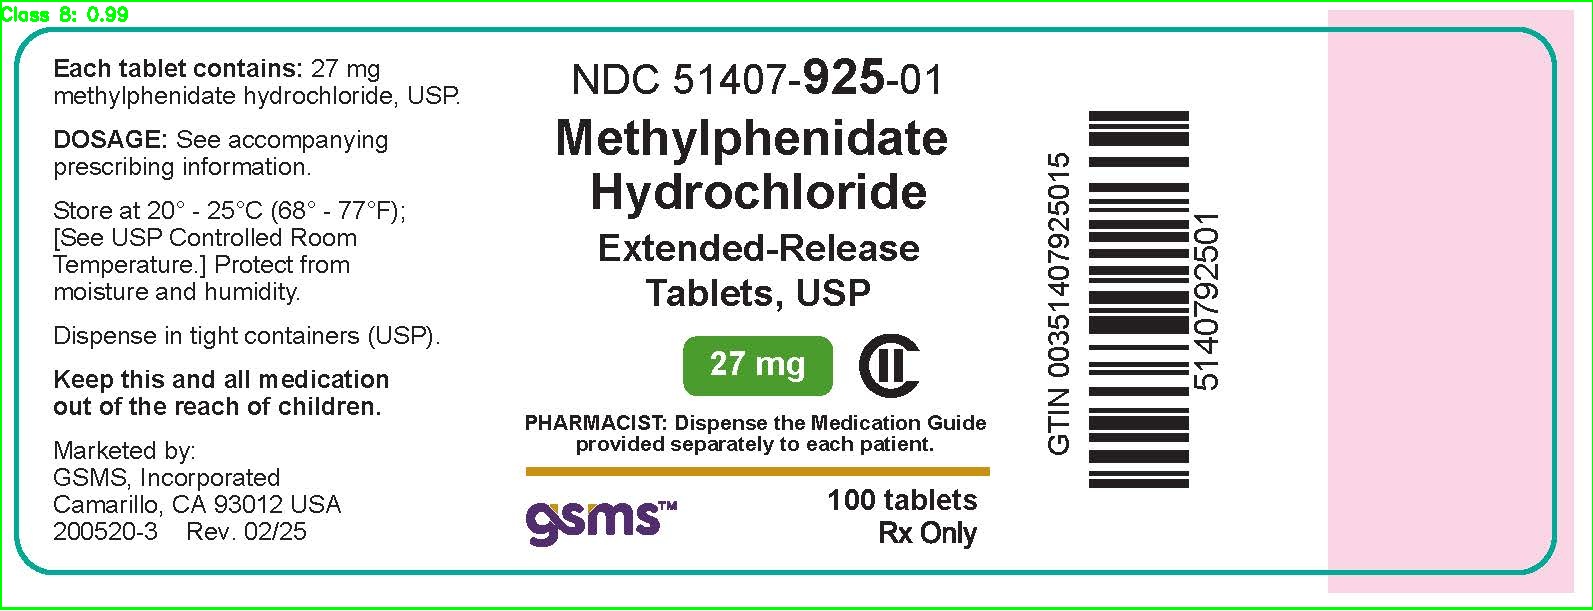 Class 8: 0.99
Each tablet contains: 27 mg
methylphenidate hydrochloride, USP.
DOSAGE: See accompanying
prescribing information.
Store at 20° - 25°C (68° - 77°F);
[See USP Controlled Room
Temperature.] Protect from
moisture and humidity.
Dispense in tight containers (USP).
Keep this and all medication
out of the reach of children.
Marketed by:
GSMS, Incorporated
Camarillo, CA 93012 USA
200520-3 Rev. 02/25
NDC 51407-925-01
Methylphenidate
Hydrochloride
Extended-Release
Tablets, USP
27 mg
CII
PHARMACIST: Dispense the Medication Guide
provided separately to each patient.
gsms™
100 tablets
Rx Only
GTIN 00351407925015
5140792501